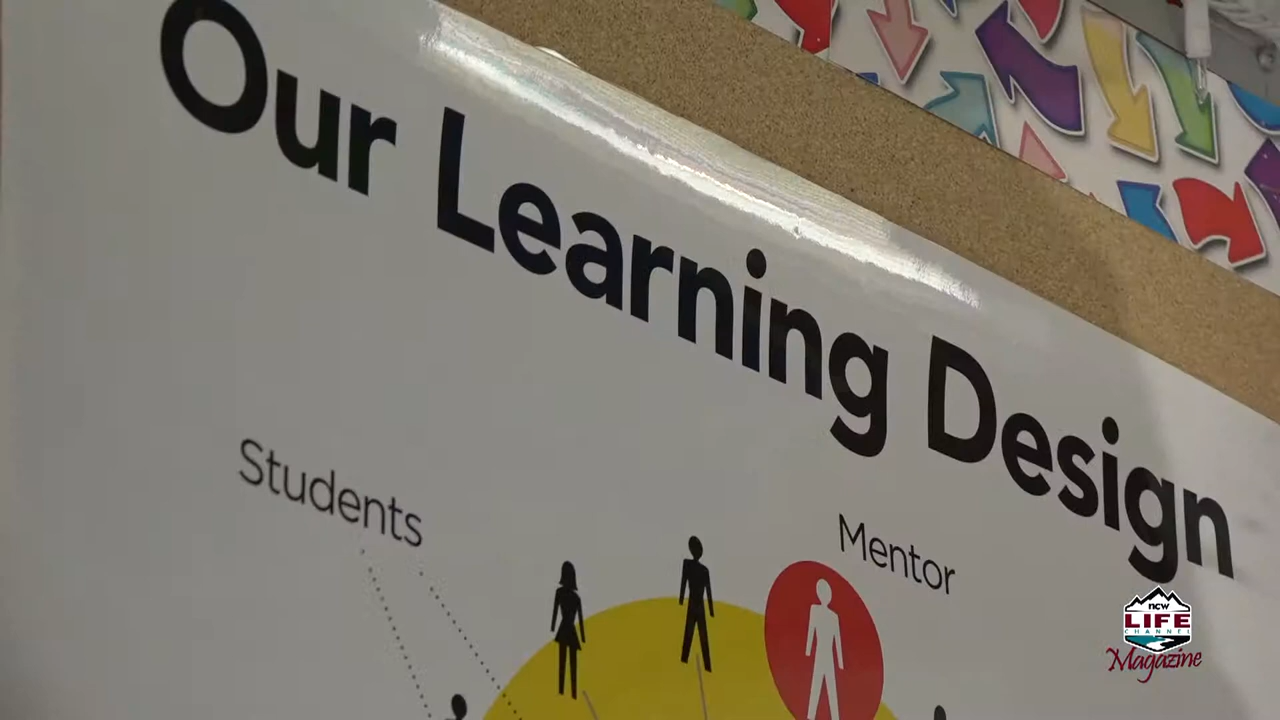 Our Learning Design
Students
Mentor
ncw
LIFE
CHANNEL
Magazine